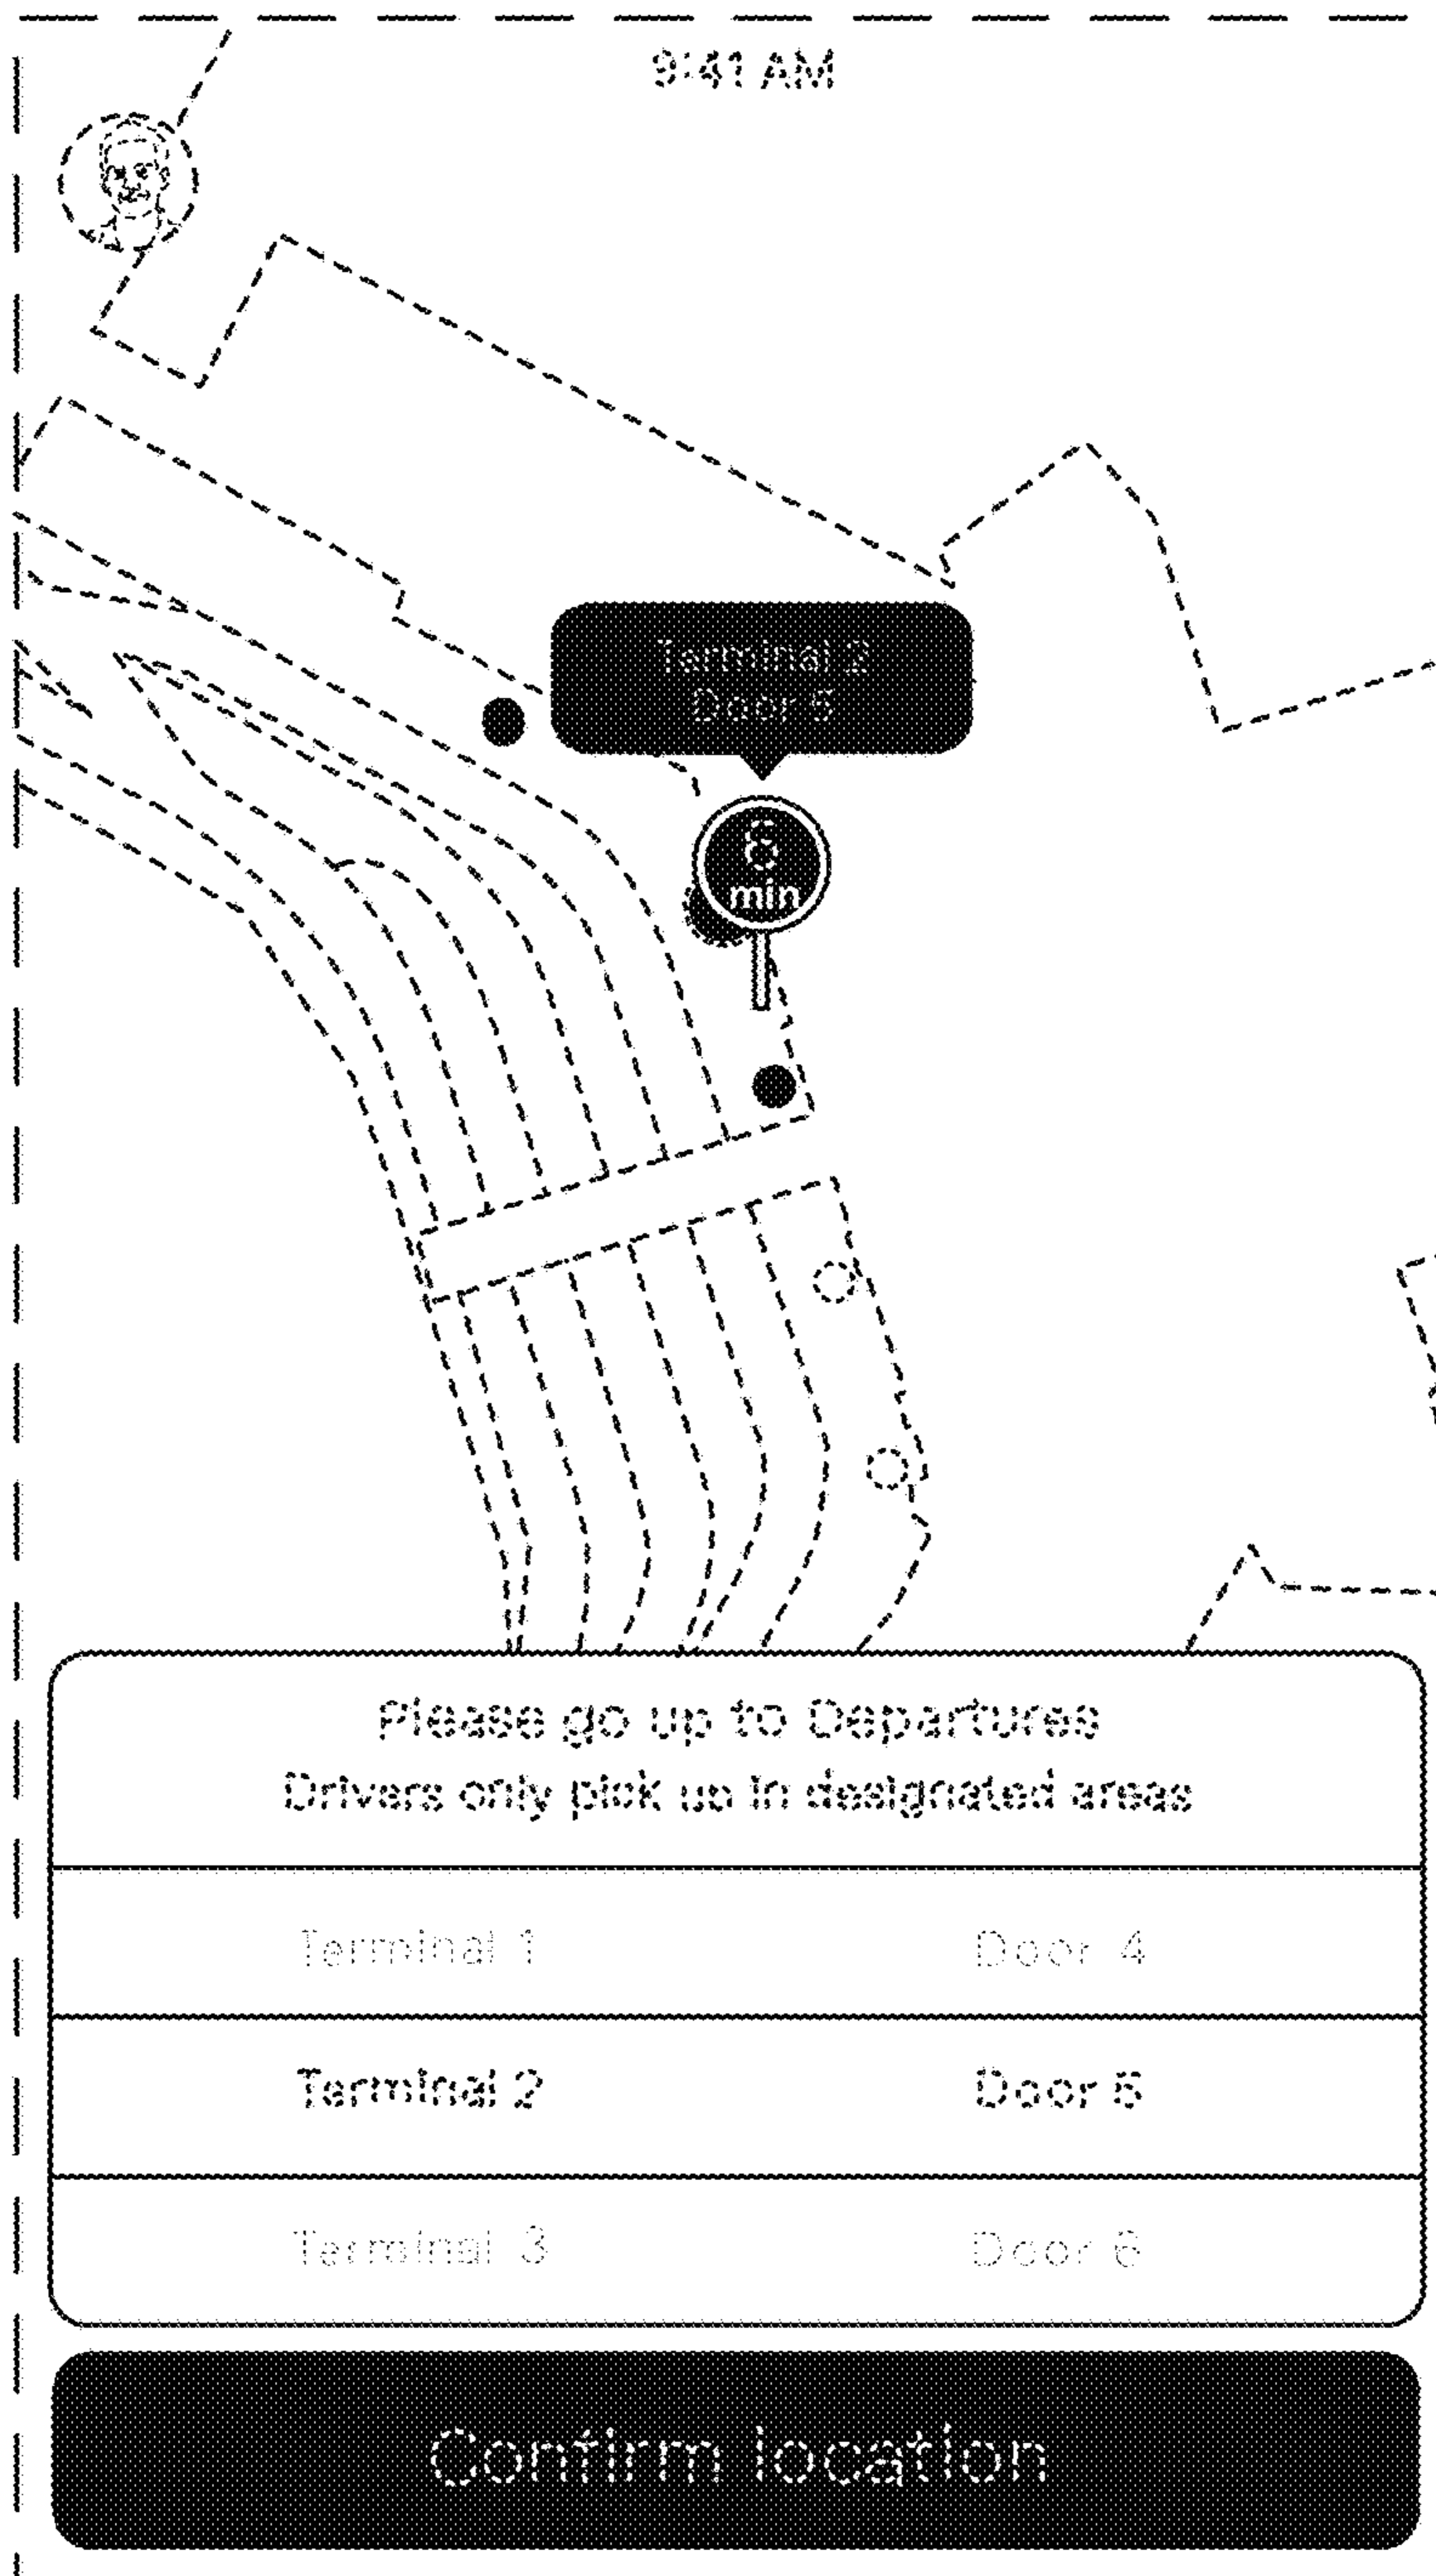 9:41 AM
Terminal 2
Door 5
6
min
Please go up to Departures
Drivers only pick up in designated areas
Terminal 1 Door 4
Terminal 2 Door 5
Terminal 3 Door 6
Confirm location